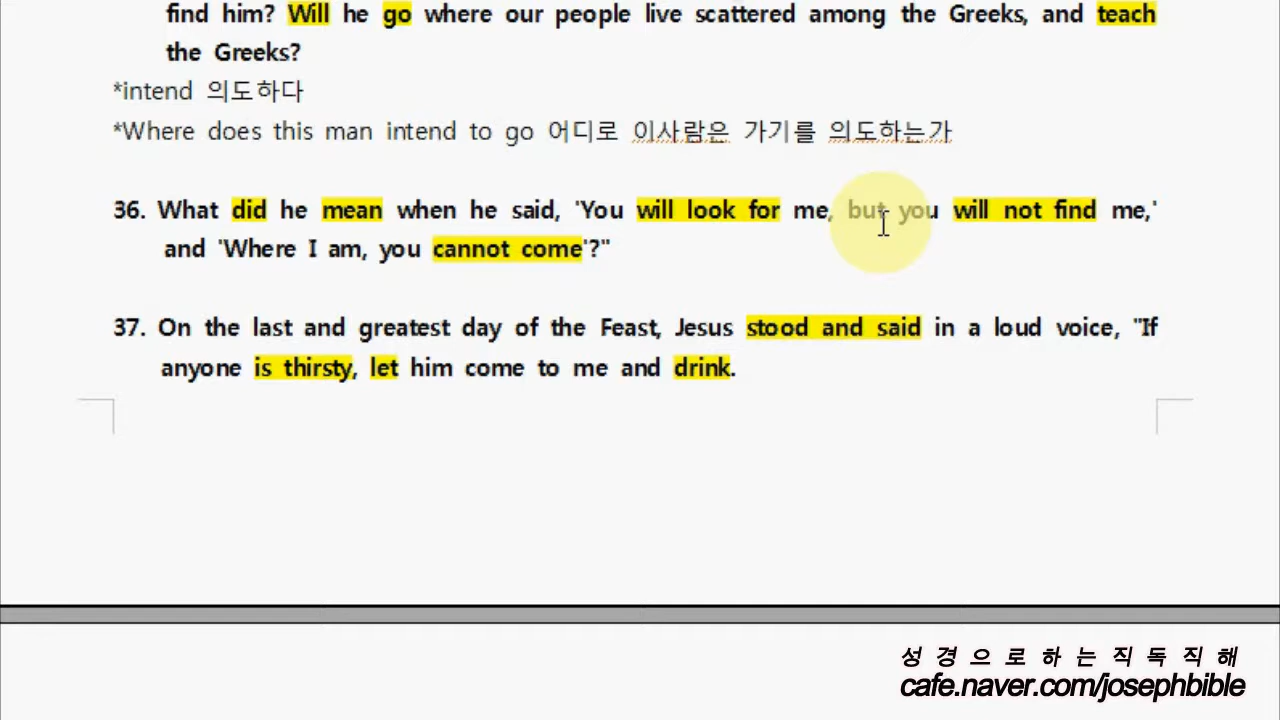 find him? Will he go where our people live scattered among the Greeks, and teach
the Greeks?
*intend 의도하다
*Where does this man intend to go 어디로 이사람은 가기를 의도하는가
36. What did he mean when he said, 'You will look for me, but you will not find me,'
and 'Where I am, you cannot come'?"
37. On the last and greatest day of the Feast, Jesus stood and said in a loud voice, "If
anyone is thirsty, let him come to me and drink.
성경으로하는직독직해
cafe.naver.com/josephbible